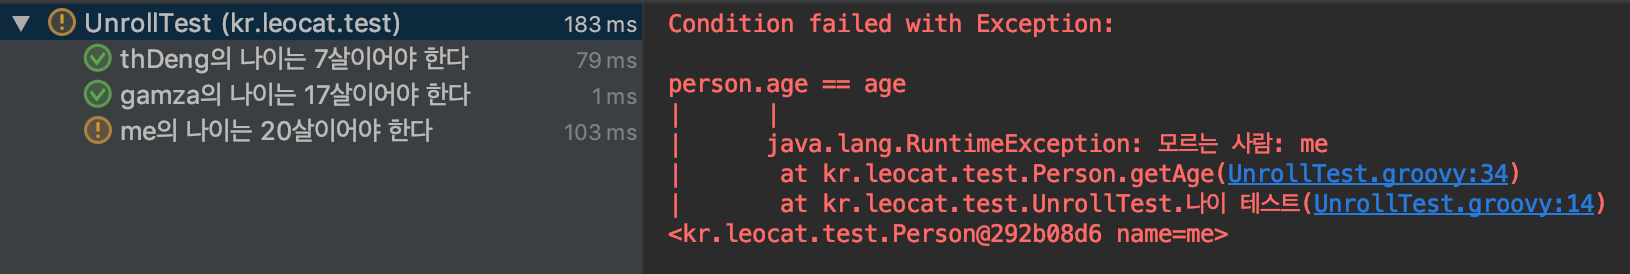 UnrollTest (kr.leocat.test) 183 ms
thDeng의 나이는 7살이어야 한다 79 ms
gamza의 나이는 17살이어야 한다 1 ms
me의 나이는 20살이어야 한다 103 ms
Condition failed with Exception:
person.age == age
|      |
|      java.lang.RuntimeException: 모르는 사람: me
|       at kr.leocat.test.Person.getAge(UnrollTest.groovy:34)
|       at kr.leocat.test.UnrollTest.나이 테스트(UnrollTest.groovy:14)
<kr.leocat.test.Person@292b08d6 name=me>